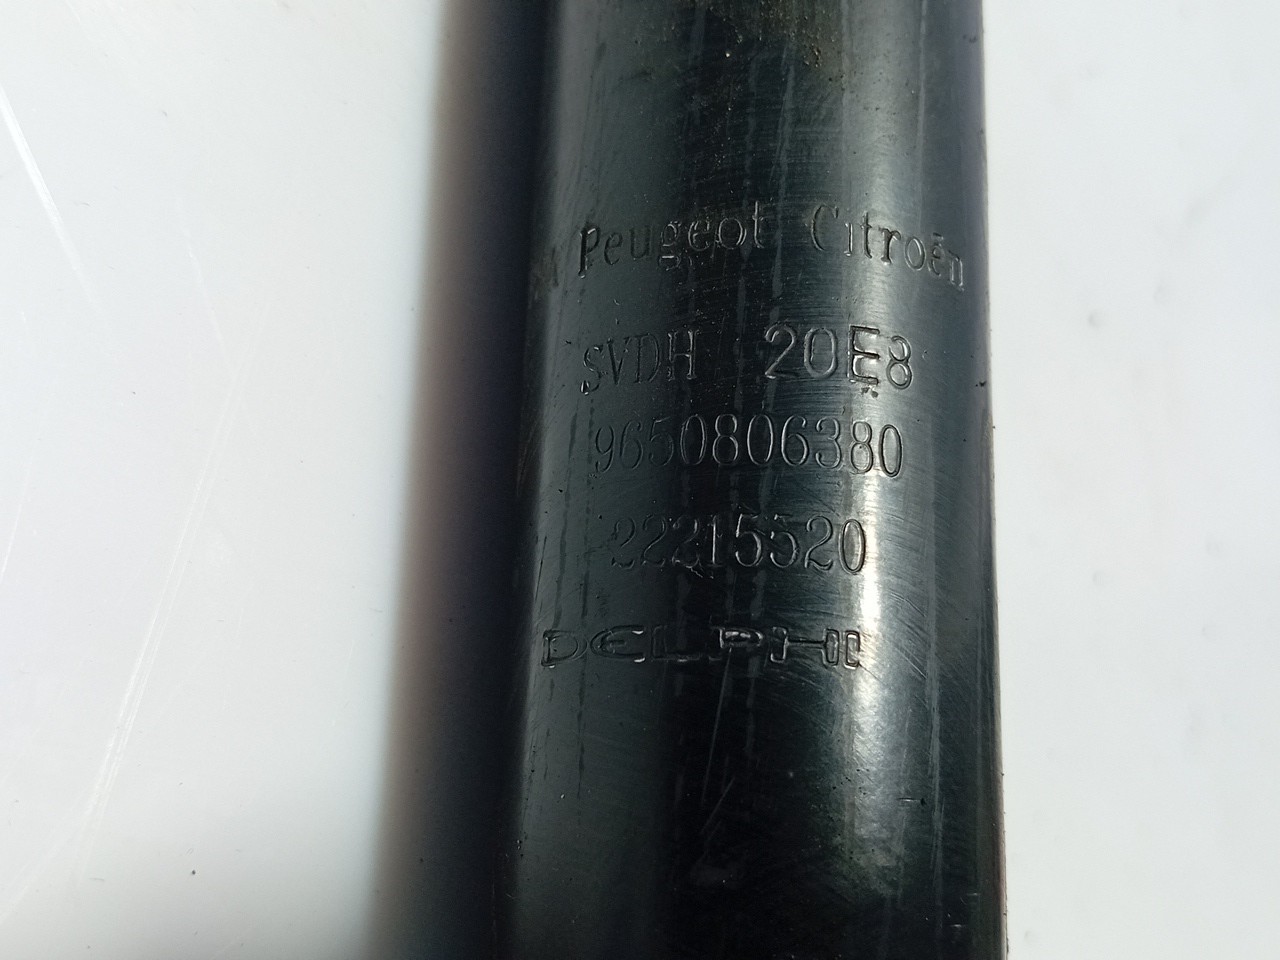 Peugeot Citroën
SVDH 20E8
9650806380
22215520
DELPHI